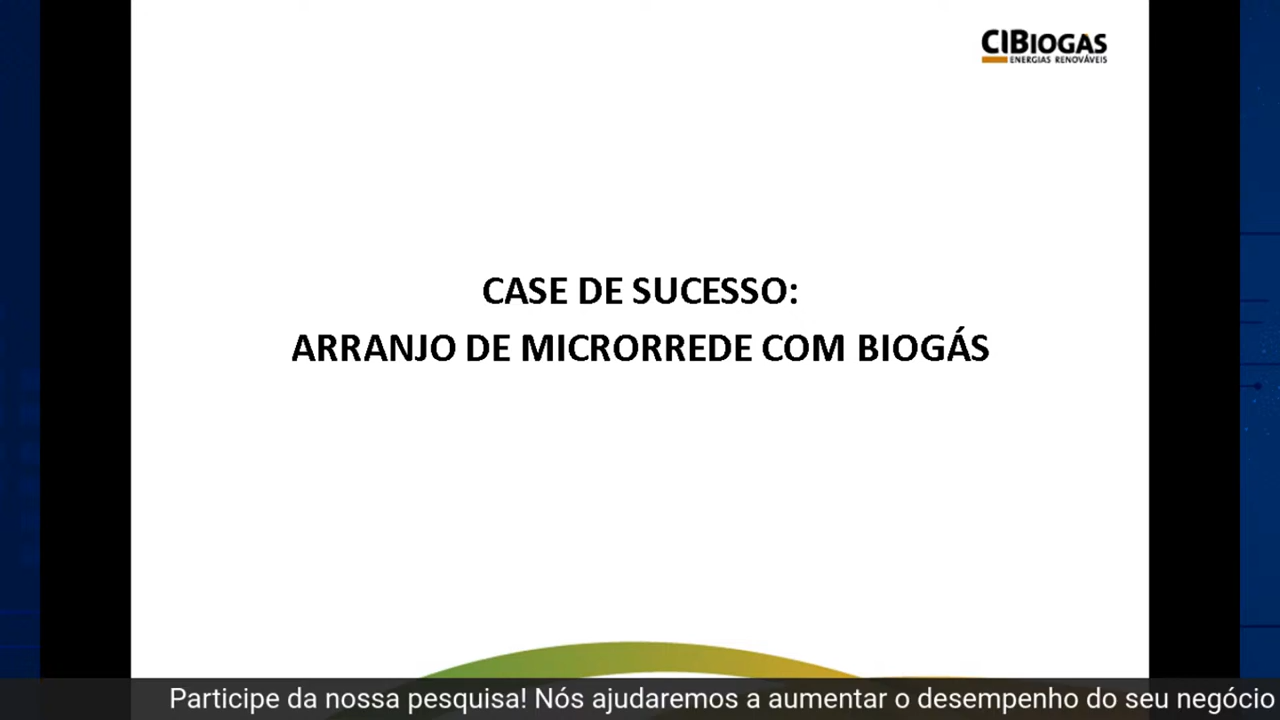 CIBIOGÁS
ENERGIAS RENOVÁVEIS
CASE DE SUCESSO:
ARRANJO DE MICRORREDE COM BIOGÁS
Participe da nossa pesquisa! Nós ajudaremos a aumentar o desempenho do seu negócio